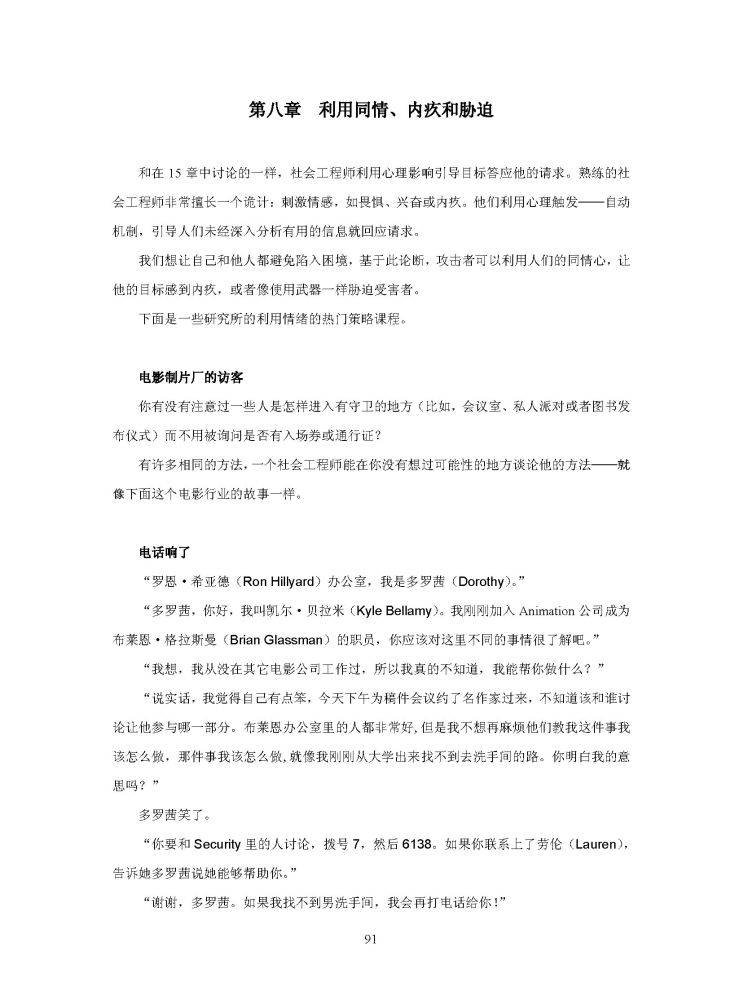 第八章　利用同情、内疚和胁迫
和在 15 章中讨论的一样，社会工程师利用心理影响引导目标答应他的请求。熟练的社
会工程师非常擅长一个诡计：刺激情感，如畏惧、兴奋或内疚。他们利用心理触发——自动
机制，引导人们未经深入分析有用的信息就回应请求。
我们想让自己和他人都避免陷入困境，基于此论断，攻击者可以利用人们的同情心，让
他的目标感到内疚，或者像使用武器一样胁迫受害者。
下面是一些研究所的利用情绪的热门策略课程。
电影制片厂的访客
你有没有注意过一些人是怎样进入有守卫的地方（比如，会议室、私人派对或者图书发
布仪式）而不用被询问是否有入场券或通行证？
有许多相同的方法，一个社会工程师能在你没有想过可能性的地方谈论他的方法——就
像下面这个电影行业的故事一样。
电话响了
“罗恩·希亚德（Ron Hillyard）办公室，我是多罗茜（Dorothy）。”
“多罗茜，你好，我叫凯尔·贝拉米（Kyle Bellamy）。我刚刚加入 Animation 公司成为
布莱恩·格拉斯曼（Brian Glassman）的职员，你应该对这里不同的事情很了解吧。”
“我想，我从没在其它电影公司工作过，所以我真的不知道，我能帮你做什么？”
“说实话，我觉得自己有点笨，今天下午为稿件会议约了名作家过来，不知道该和谁讨
论让他参与哪一部分。布莱恩办公室里的人都非常好,但是我不想再麻烦他们教我这件事我
该怎么做，那件事我该怎么做,就像我刚刚从大学出来找不到去洗手间的路。你明白我的意
思吗？”
多罗茜笑了。
“你要和 Security 里的人讨论，拨号 7，然后 6138。如果你联系上了劳伦（Lauren），
告诉她多罗茜说她能够帮助你。”
“谢谢，多罗茜。如果我找不到男洗手间，我会再打电话给你！”
91